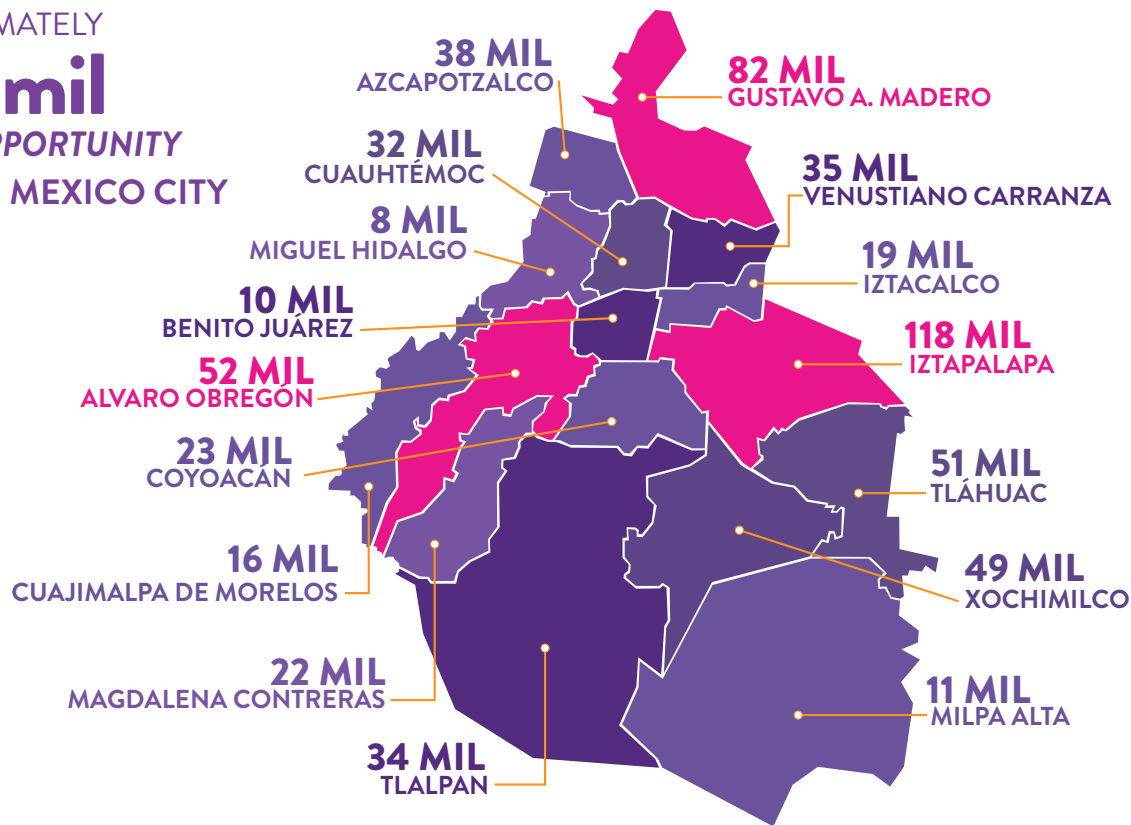 MATELY
mil
PPORTUNITY
MEXICO CITY
38 MIL
AZCAPOTZALCO
82 MIL
GUSTAVO A. MADERO
32 MIL
CUAUHTÉMOC
35 MIL
VENUSTIANO CARRANZA
8 MIL
MIGUEL HIDALGO
19 MIL
IZTACALCO
10 MIL
BENITO JUÁREZ
118 MIL
IZTAPALAPA
52 MIL
ALVARO OBREGÓN
23 MIL
COYOACÁN
51 MIL
TLÁHUAC
16 MIL
CUAJIMALPA DE MORELOS
49 MIL
XOCHIMILCO
22 MIL
MAGDALENA CONTRERAS
11 MIL
MILPA ALTA
34 MIL
TLALPAN